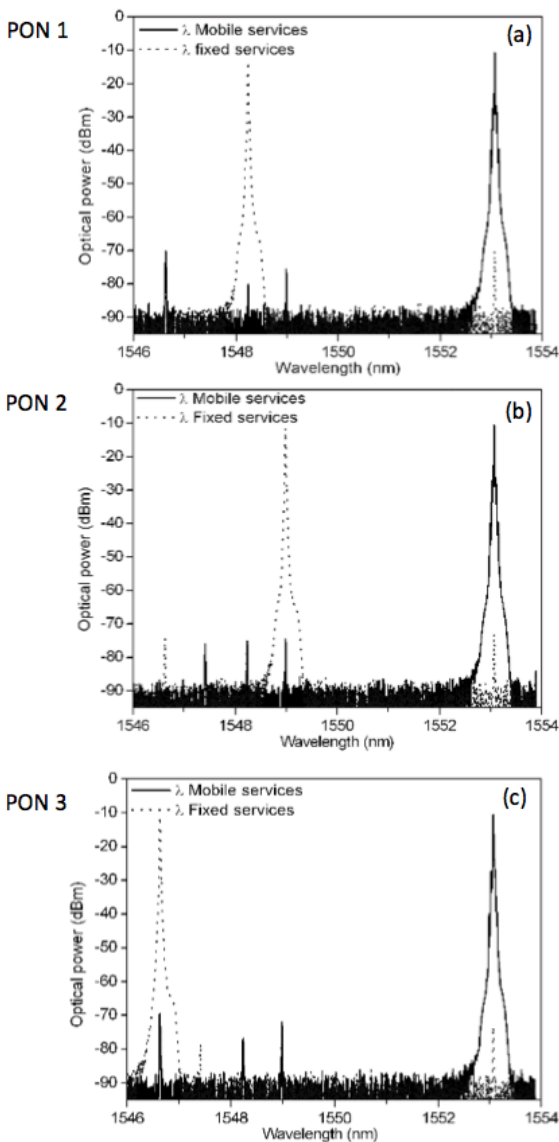 PON 1
(a)
λ Mobile services
λ fixed services
Optical power (dBm)
0
-10
-20
-30
-40
-50
-60
-70
-80
-90
1546 1548 1550 1552 1554
Wavelength (nm)
PON 2
(b)
λ Mobile services
λ Fixed services
Optical power (dBm)
0
-10
-20
-30
-40
-50
-60
-70
-80
-90
1546 1548 1550 1552 1554
Wavelength (nm)
PON 3
(c)
λ Mobile services
λ Fixed services
Optical power (dBm)
0
-10
-20
-30
-40
-50
-60
-70
-80
-90
1546 1548 1550 1552 1554
Wavelength (nm)